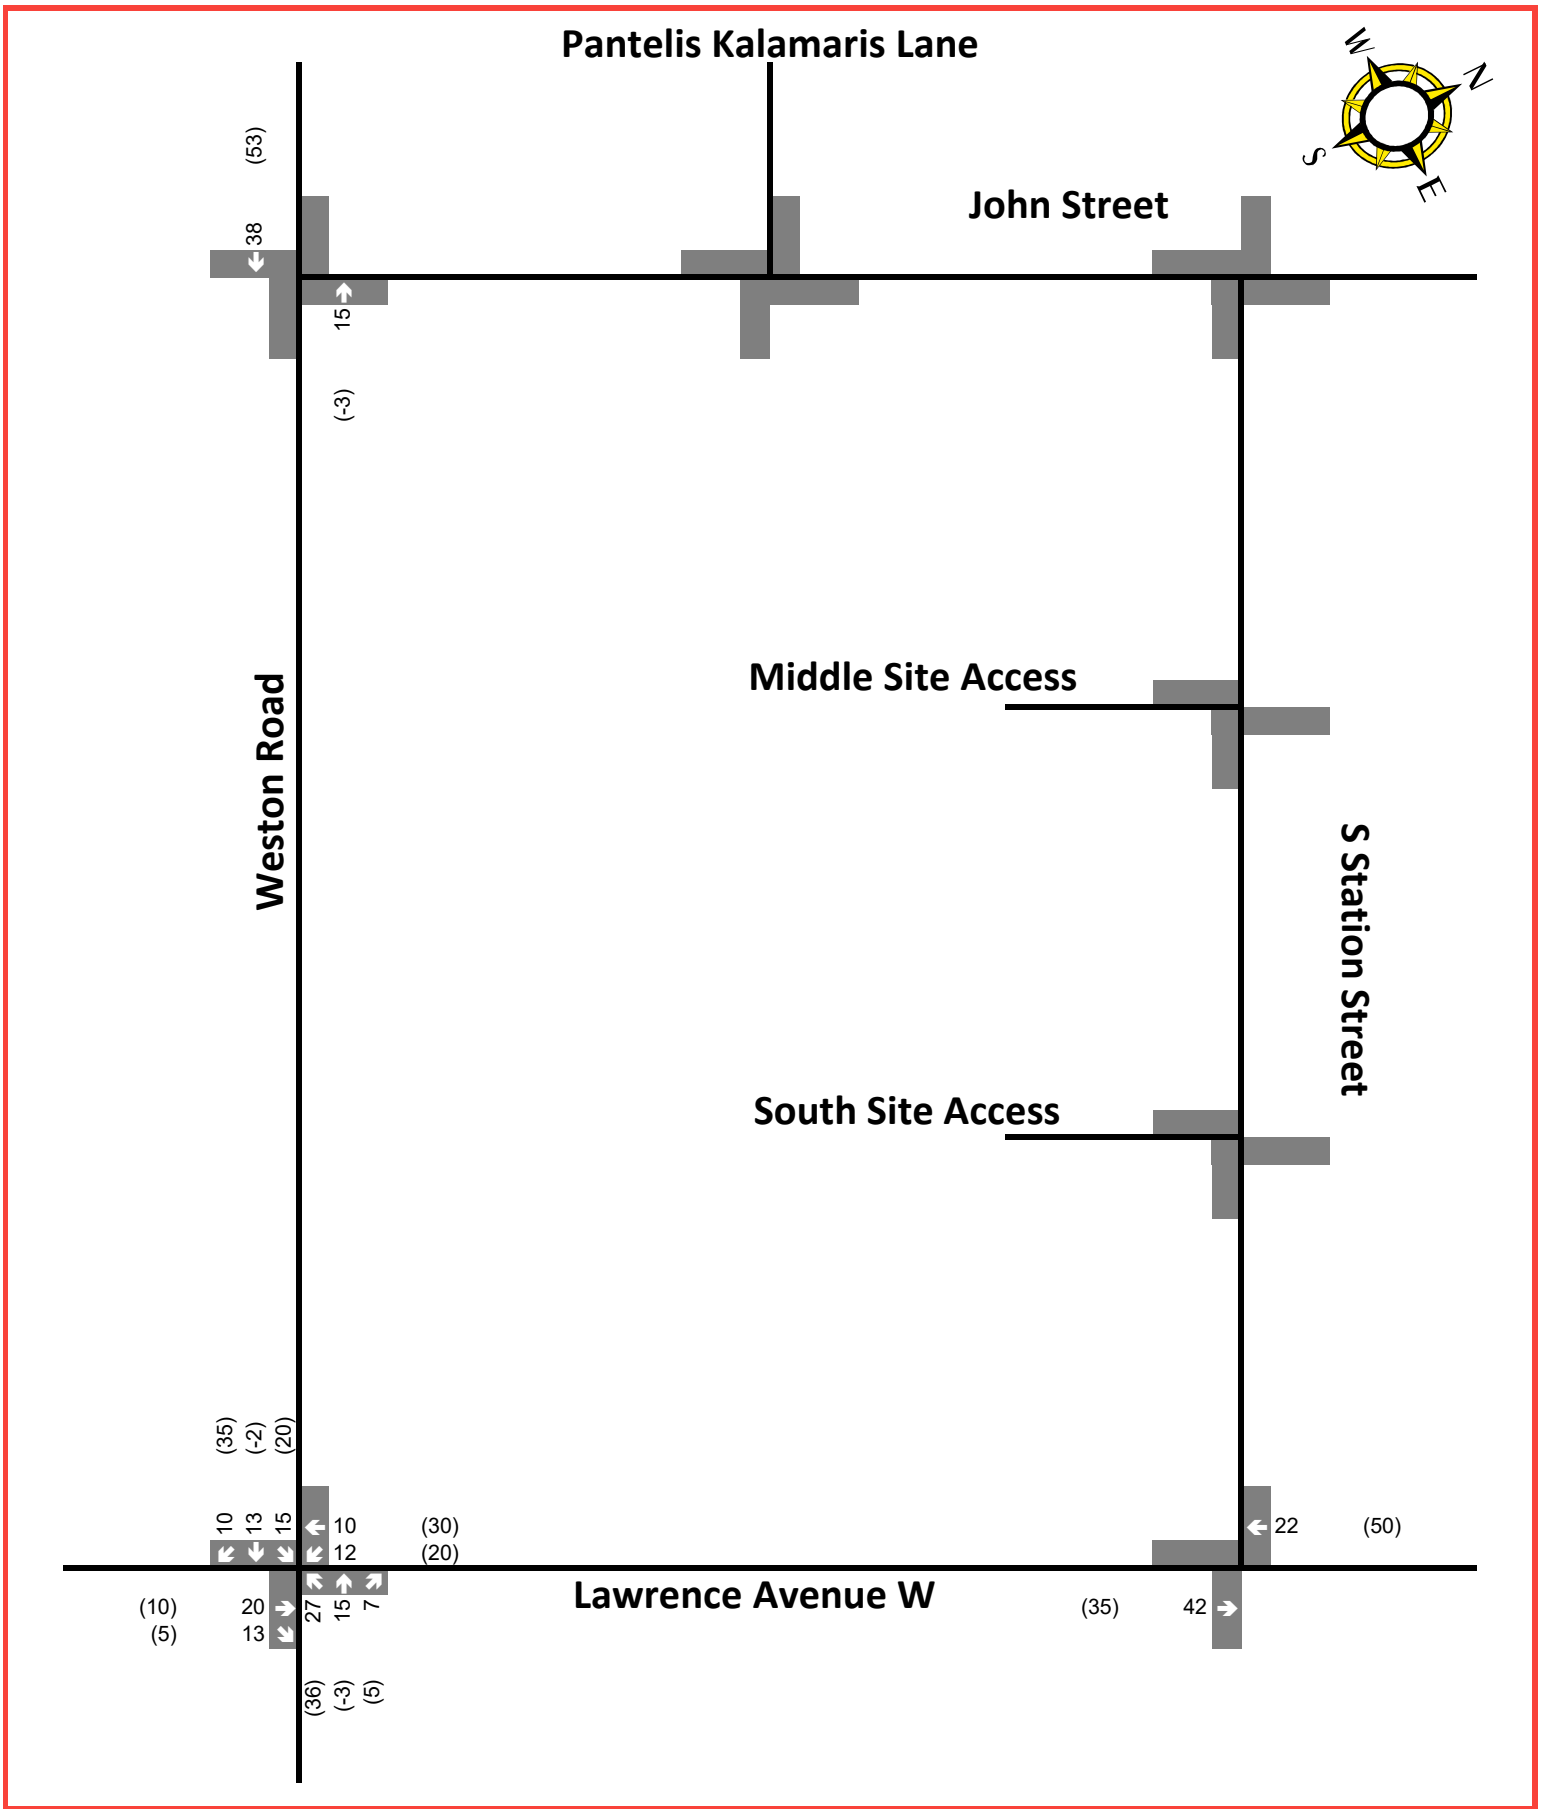 Pantelis Kalamaris Lane
W
N
S
E
(53)
John Street
38
15
(-3)
Middle Site Access
Weston Road
S Station Street
South Site Access
(35)
(-2)
(20)
10
13
15
10 (30)
12 (20)
22 (50)
Lawrence Avenue W
(10) 20
(5) 13
27
15
7
(35) 42
(36)
(-3)
(5)